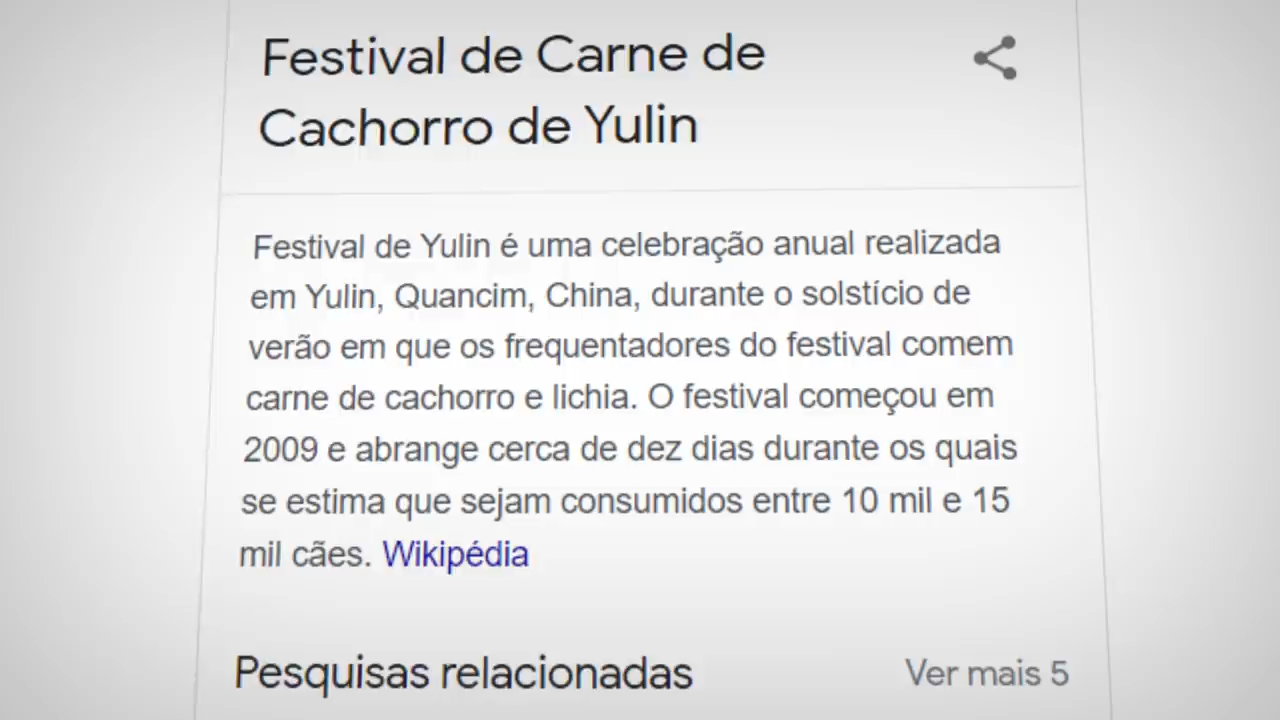 Festival de Carne de
Cachorro de Yulin
Festival de Yulin é uma celebração anual realizada
em Yulin, Quancim, China, durante o solstício de
verão em que os frequentadores do festival comem
carne de cachorro e lichia. O festival começou em
2009 e abrange cerca de dez dias durante os quais
se estima que sejam consumidos entre 10 mil e 15
mil cães. Wikipédia
Pesquisas relacionadas
Ver mais 5